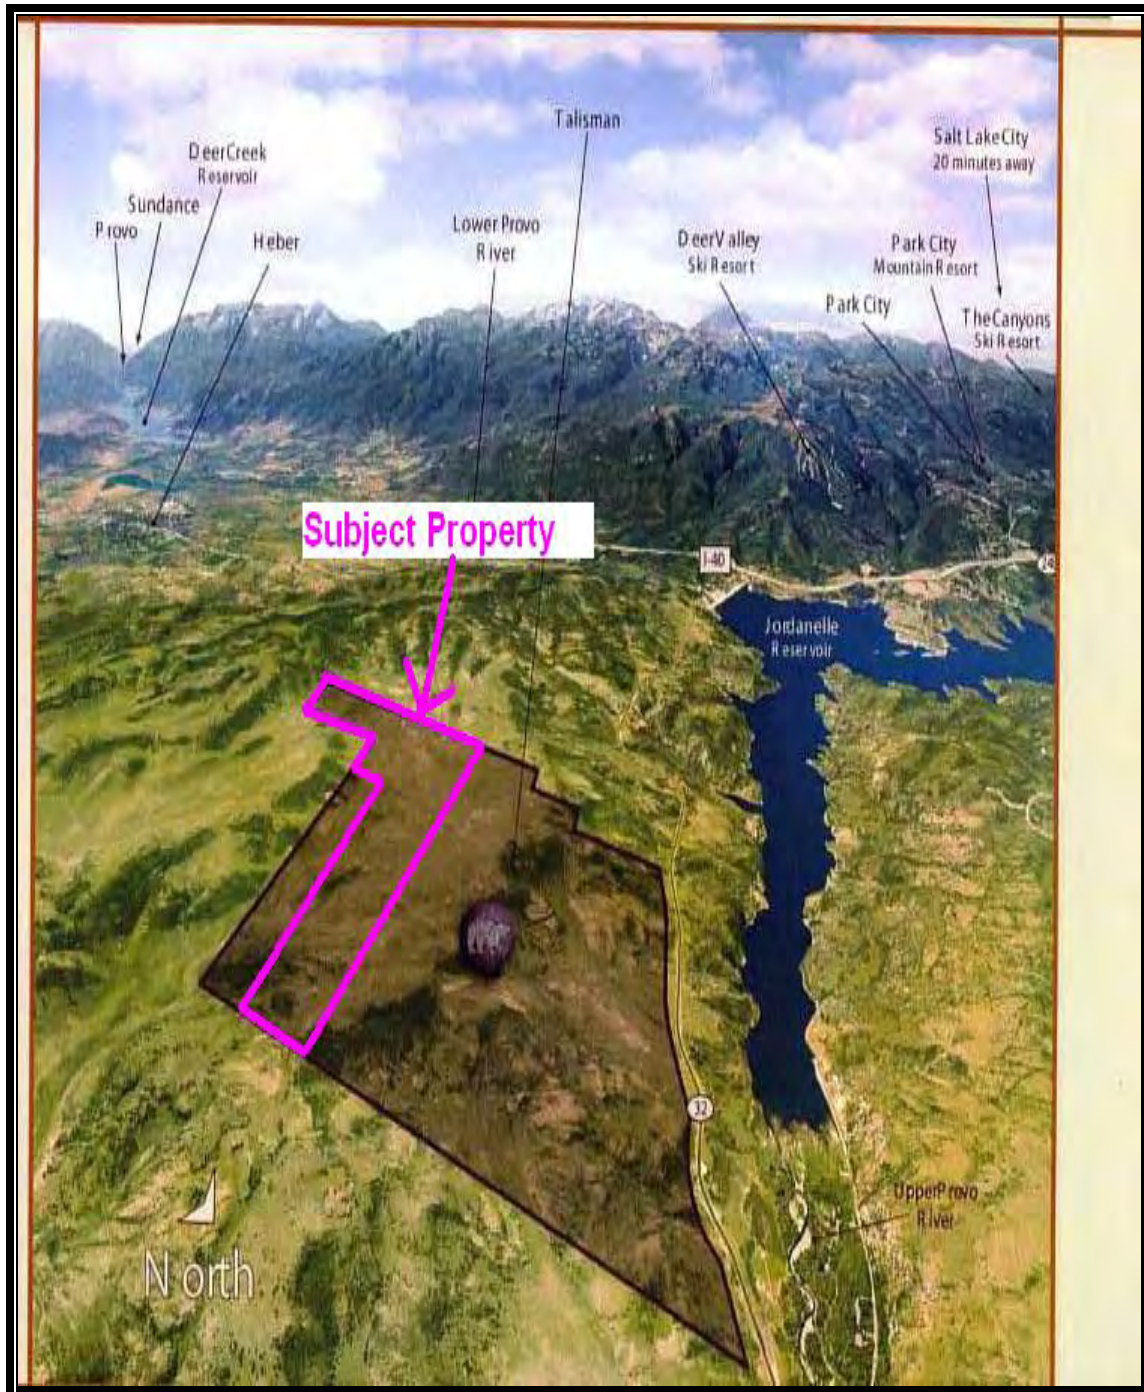 Talisman
Salt Lake City
20 minutes away
Deer Creek
Reservoir
Sundance
Provo
Heber
Lower Provo
River
Deer Valley
Ski Resort
Park City
Mountain Resort
Park City
The Canyons
Ski Resort
Subject Property
I-40
Jordanelle
Reservoir
32
Upper Provo
River
North